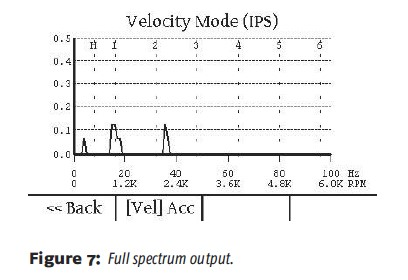 Velocity Mode (IPS)
0.5 H 1 2 3 4 5 6
0.4
0.3
0.2
0.1
0.0
0 20 40 60 80 100 Hz
0 1.2K 2.4K 3.6K 4.8K 6.0K RPM
<< Back [Vel] Acc
Figure 7: Full spectrum output.